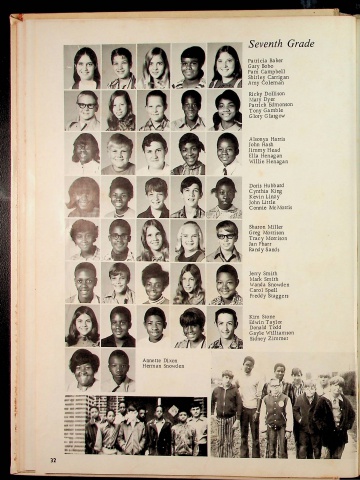 Seventh Grade
Patricia Baker
Gary Bobo
Pam Campbell
Shirley Carrigan
Amy Coleman
Ricky Dollison
Mary Dyer
Patrick Edmonson
Tony Gamble
Glory Glasgow
Harris
John Hash
Jimmy Head
Ella Henagan
Willie Henagan
Doris Hubbard
Cynthia King
Kevin Linny
John Little
Connie McMorris
Sharon Miller
Greg Morrison
Tracy Morrison
Jan Pharr
Randy Sauls
Jerry Smith
Mark Smith
Wanda Snowden
Carol Spell
Freddy Staggers
Kim Stone
Edwin Taylor
Donald Todd
Gayle Williamson
Sidney Zimmer
Annette Dixon
Herman Snowden
32